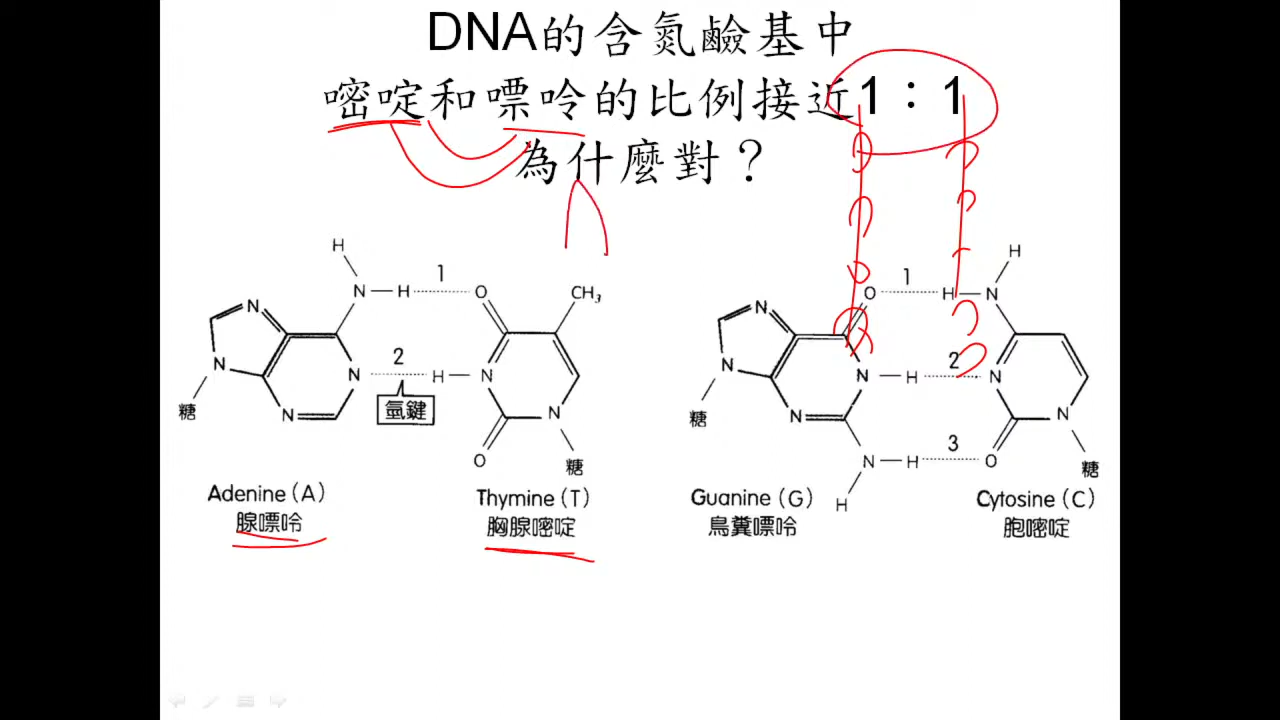 DNA的含氮鹼基中
嘧啶和嘌呤的比例接近1：1
為什麼對？
H
1
N
H
O
CH₃
N
2
N
N
H
N
氫鍵
N
N
糖
O
糖
Adenine(A)
腺嘌呤
Thymine(T)
胸腺嘧啶
H
1
O
H
N
N
2
N
N
H
N
糖
N
N
3
N
H
O
糖
H
Guanine(G)
鳥糞嘌呤
Cytosine(C)
胞嘧啶